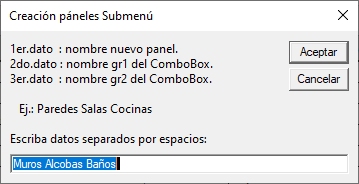 Creación páneles Submenú
1er.dato : nombre nuevo panel.
2do.dato : nombre gr1 del ComboBox.
3er.dato : nombre gr2 del ComboBox.
Ej.: Paredes Salas Cocinas
Escriba datos separados por espacios:
Muros Alcobas Baños
Aceptar
Cancelar